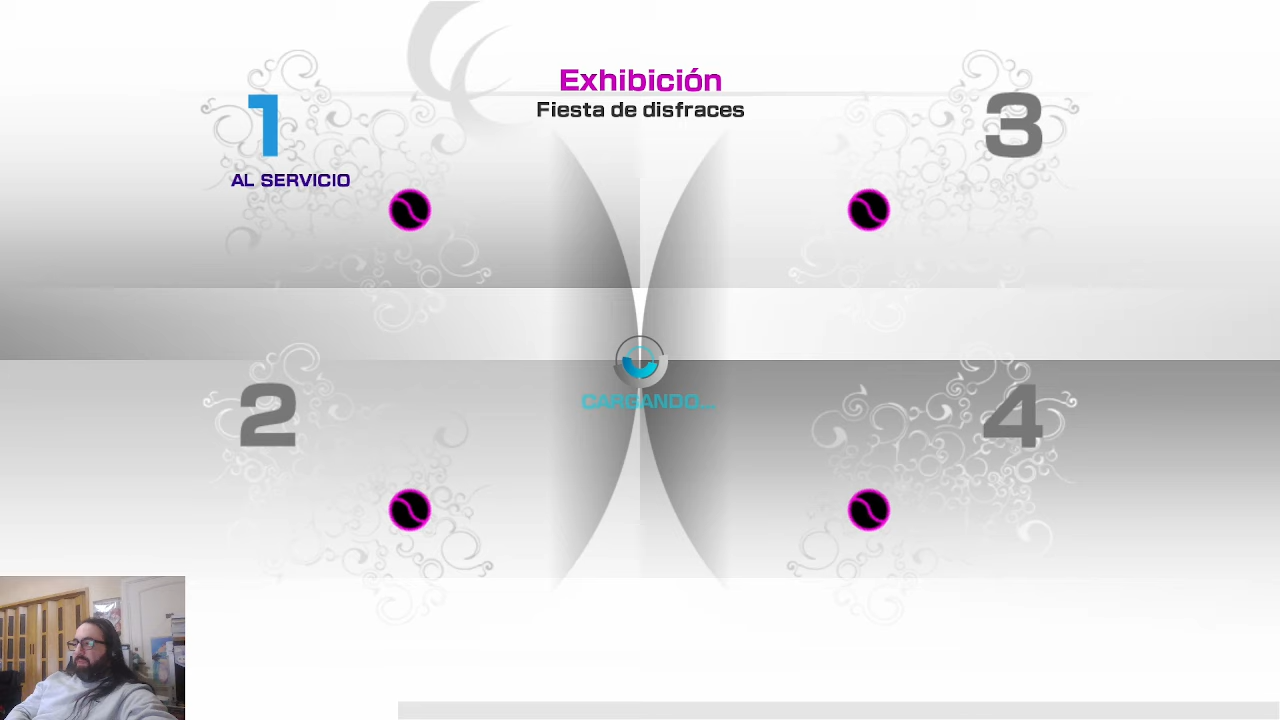 Exhibición
Fiesta de disfraces
1
AL SERVICIO
3
CARGANDO...
2
4